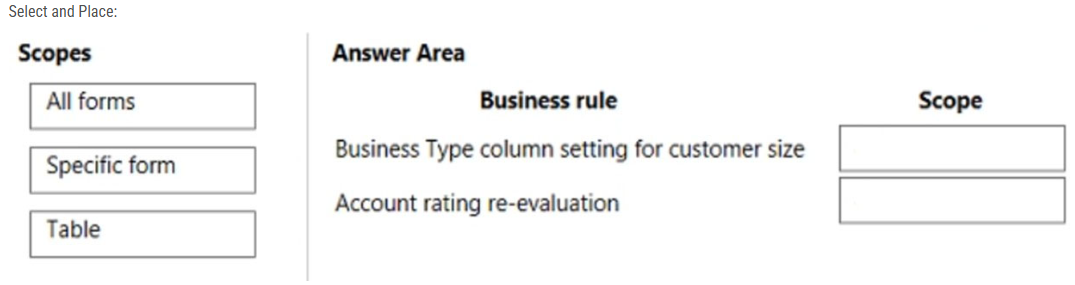 Select and Place:
Scopes
Answer Area
All forms
Business rule
Scope
Specific form
Business Type column setting for customer size
Account rating re-evaluation
Table